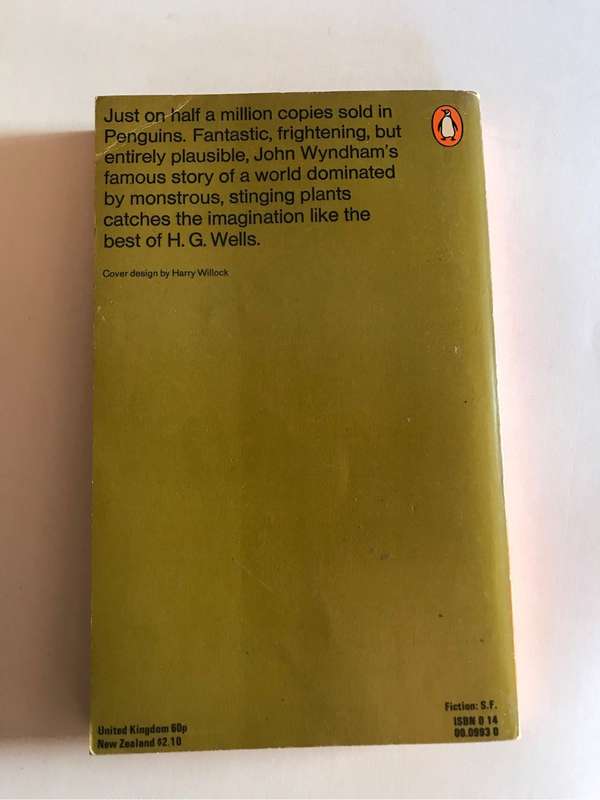 Just on half a million copies sold in
Penguins. Fantastic, frightening, but
entirely plausible, John Wyndham's
famous story of a world dominated
by monstrous, stinging plants
catches the imagination like the
best of H. G. Wells.
Cover design by Harry Willock
United Kingdom 60p
New Zealand $2.10
Fiction: S.F.
ISBN 0 14
00.0993 0